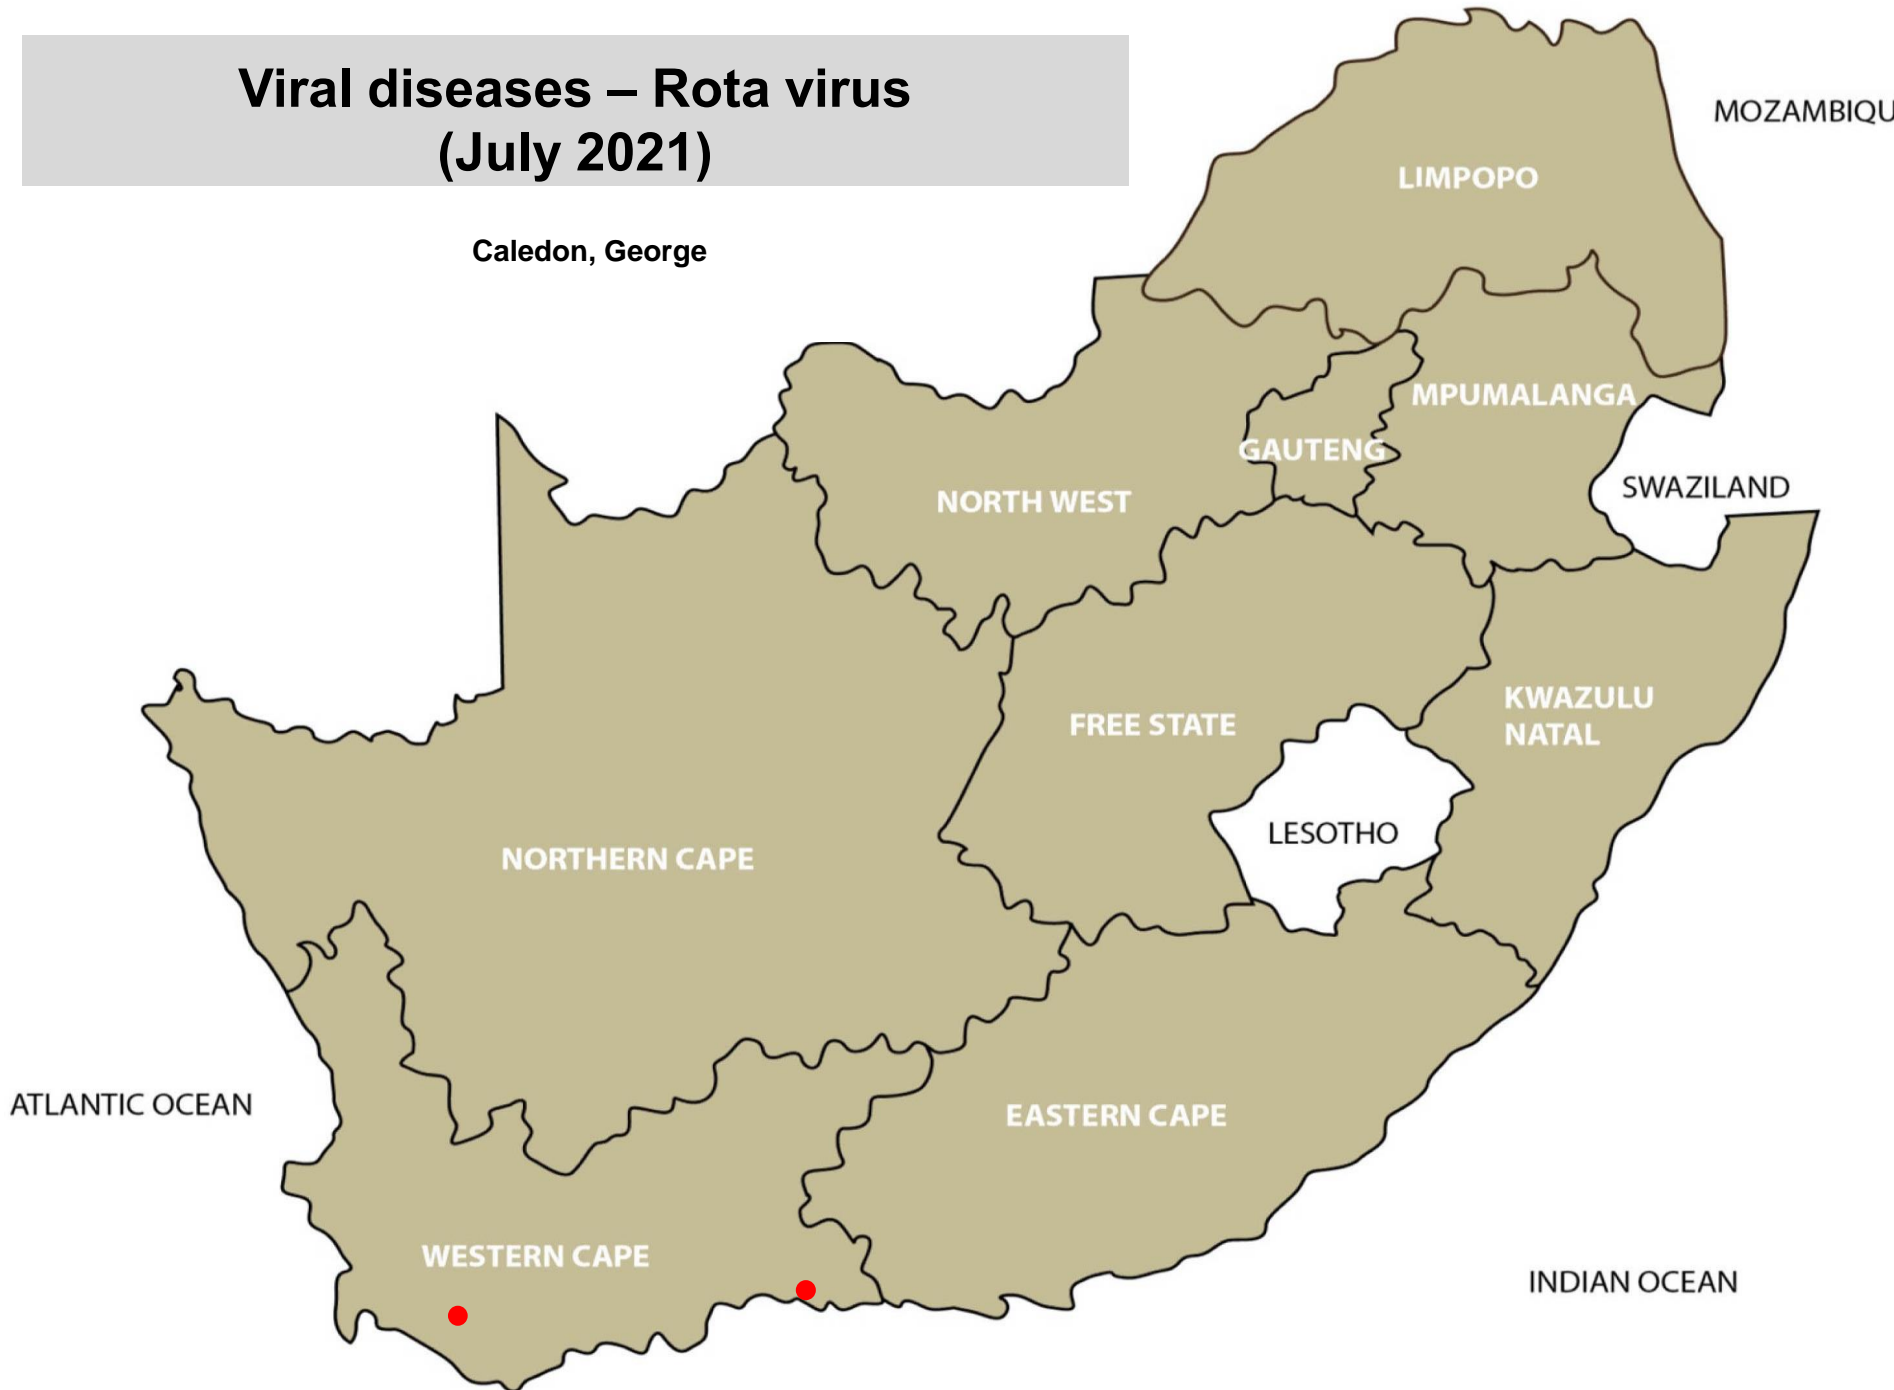 Viral diseases – Rota virus
(July 2021)
Caledon, George
MOZAMBIQU
LIMPOPO
MPUMALANGA
GAUTENG
NORTH WEST
SWAZILAND
KWAZULU
NATAL
FREE STATE
LESOTHO
NORTHERN CAPE
ATLANTIC OCEAN
EASTERN CAPE
WESTERN CAPE
INDIAN OCEAN